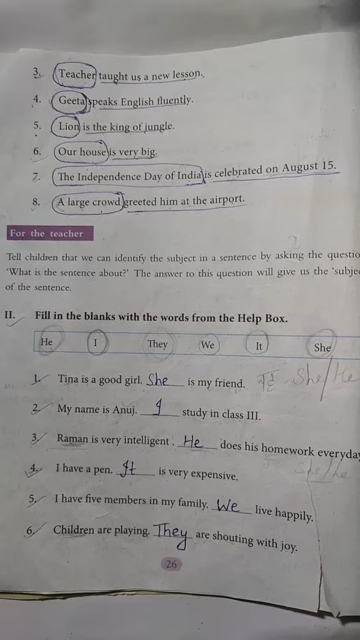 3. Teacher taught us a new lesson.
4. Geeta speaks English fluently.
5. Lion is the king of jungle.
6. Our house is very big.
7. The Independence Day of India is celebrated on August 15.
8. A large crowd greeted him at the airport.
For the teacher
Tell children that we can identify the subject in a sentence by asking the questio
'What is the sentence about?' The answer to this question will give us the 'subje
of the sentence.
II. Fill in the blanks with the words from the Help Box.
He I They We It She
1. Tina is a good girl. She is my friend. She/He
2. My name is Anuj. I study in class III.
3. Raman is very intelligent. He does his homework everyday
4. I have a pen. It is very expensive. She/He
5. I have five members in my family. We live happily.
6. Children are playing. They are shouting with joy.
26